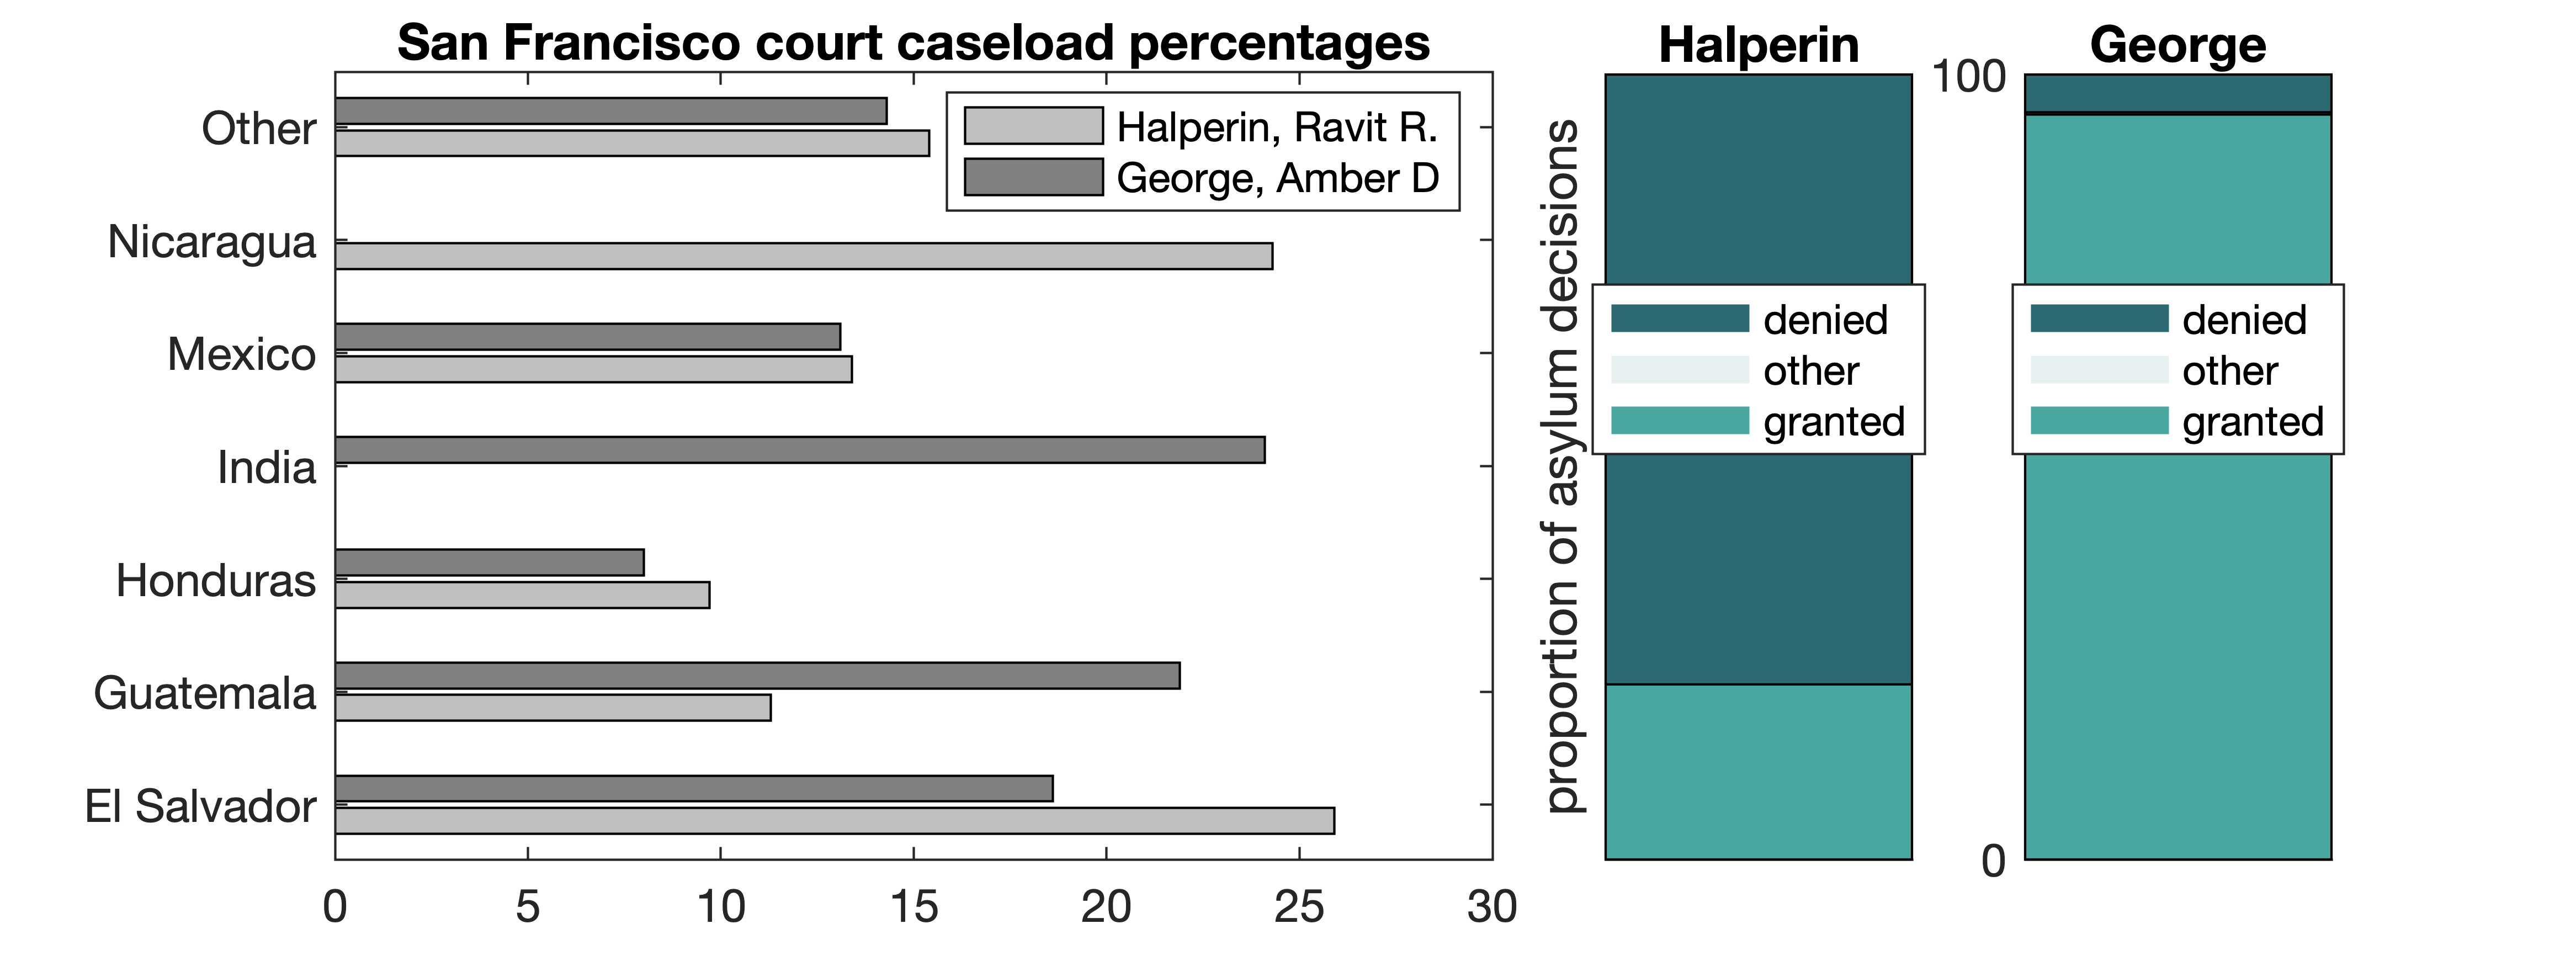 San Francisco court caseload percentages
Other
Nicaragua
Mexico
India
Honduras
Guatemala
El Salvador
Halperin, Ravit R.
George, Amber D
0 5 10 15 20 25 30
proportion of asylum decisions
Halperin
denied
other
granted
100
0
George
denied
other
granted